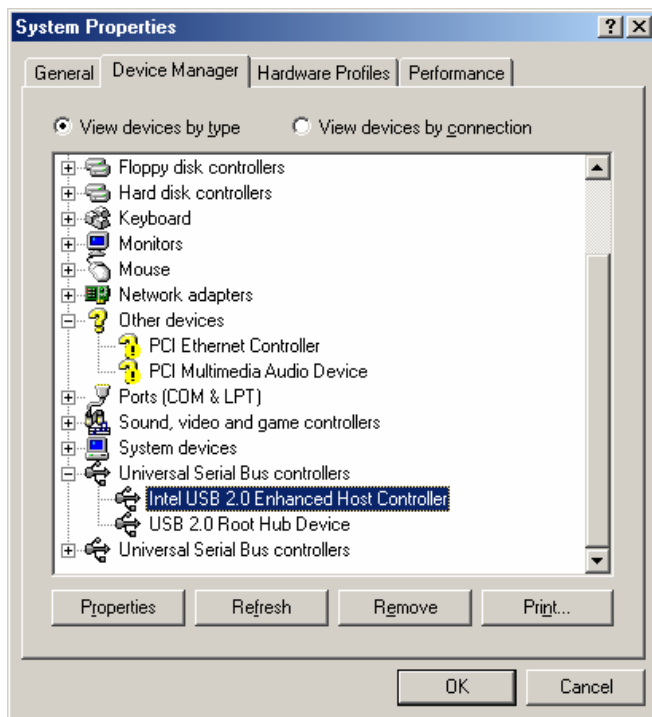 System Properties
General Device Manager Hardware Profiles Performance
View devices by type View devices by connection
Floppy disk controllers
Hard disk controllers
Keyboard
Monitors
Mouse
Network adapters
Other devices
PCI Ethernet Controller
PCI Multimedia Audio Device
Ports (COM & LPT)
Sound, video and game controllers
System devices
Universal Serial Bus controllers
Intel USB 2.0 Enhanced Host Controller
USB 2.0 Root Hub Device
Universal Serial Bus controllers
Properties Refresh Remove Print...
OK Cancel